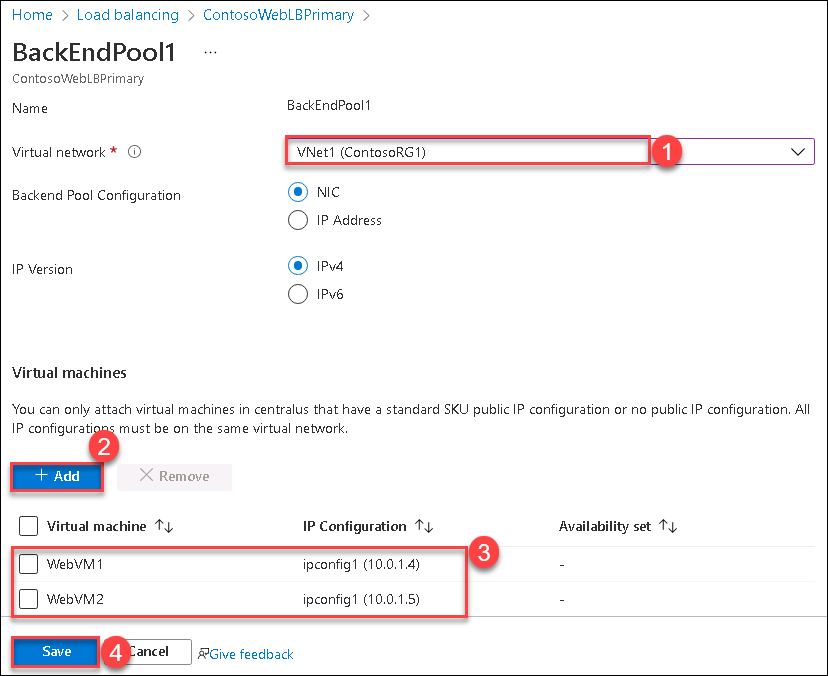 Home > Load balancing > ContosoWebLBPrimary >
BackEndPool1 ...
ContosoWebLBPrimary
Name BackEndPool1
Virtual network * VNet1 (ContosoRG1) 1
Backend Pool Configuration NIC
IP Address
IP Version IPv4
IPv6
Virtual machines
You can only attach virtual machines in centralus that have a standard SKU public IP configuration or no public IP configuration. All
IP configurations must be on the same virtual network.
2
+ Add Remove
Virtual machine ↑↓ IP Configuration ↑↓ Availability set ↑↓
3
WebVM1 ipconfig1 (10.0.1.4) -
WebVM2 ipconfig1 (10.0.1.5) -
Save 4 Cancel Give feedback